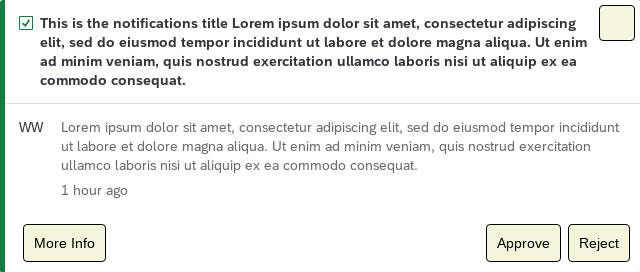 This is the notifications title Lorem ipsum dolor sit amet, consectetur adipiscing
elit, sed do eiusmod tempor incididunt ut labore et dolore magna aliqua. Ut enim
ad minim veniam, quis nostrud exercitation ullamco laboris nisi ut aliquip ex ea
commodo consequat.
WW Lorem ipsum dolor sit amet, consectetur adipiscing elit, sed do eiusmod tempor incididunt
ut labore et dolore magna aliqua. Ut enim ad minim veniam, quis nostrud exercitation
ullamco laboris nisi ut aliquip ex ea commodo consequat.
1 hour ago
More Info Approve Reject